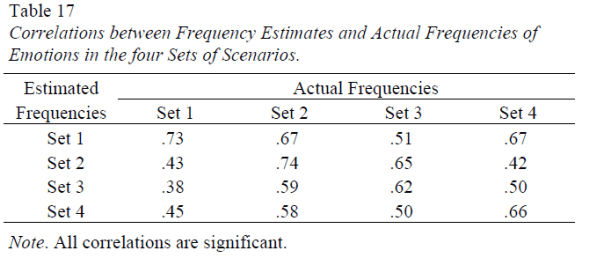 Table 17
Correlations between Frequency Estimates and Actual Frequencies of
Emotions in the four Sets of Scenarios.
Estimated Actual Frequencies
Frequencies Set 1 Set 2 Set 3 Set 4
Set 1 .73 .67 .51 .67
Set 2 .43 .74 .65 .42
Set 3 .38 .59 .62 .50
Set 4 .45 .58 .50 .66
Note. All correlations are significant.